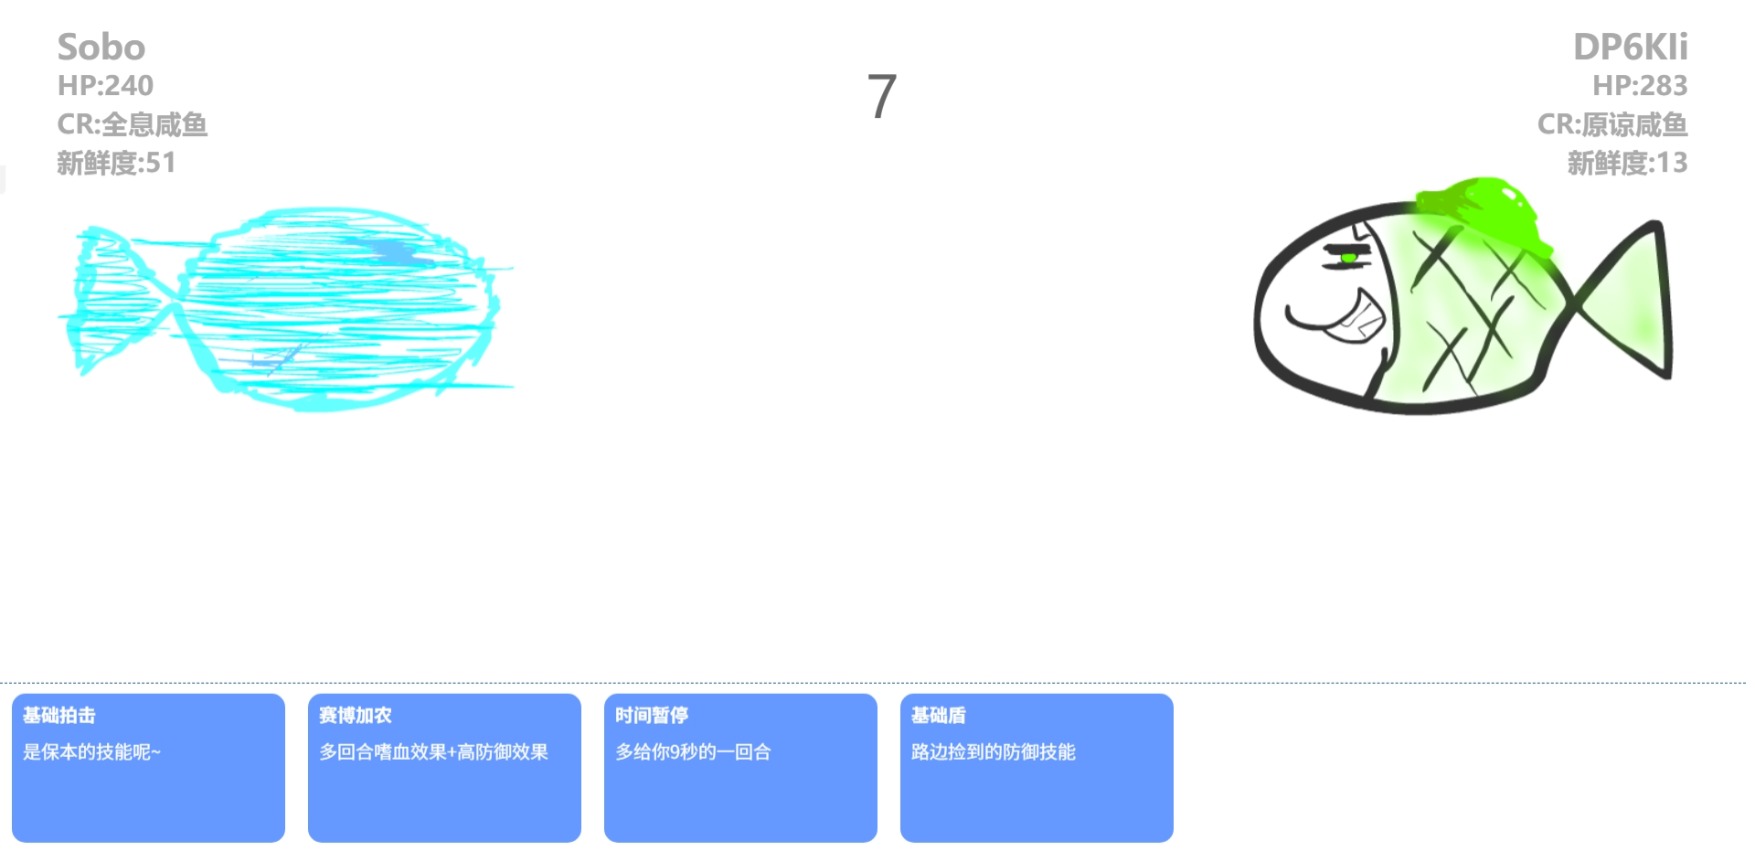 Sobo
HP:240
CR:全息咸鱼
新鲜度:51
7
DP6KIi
HP:283
CR:原谅咸鱼
新鲜度:13
基础拍击
是保本的技能呢~
赛博加农
多回合嗜血效果+高防御效果
时间暂停
多给你9秒的一回合
基础盾
路边捡到的防御技能